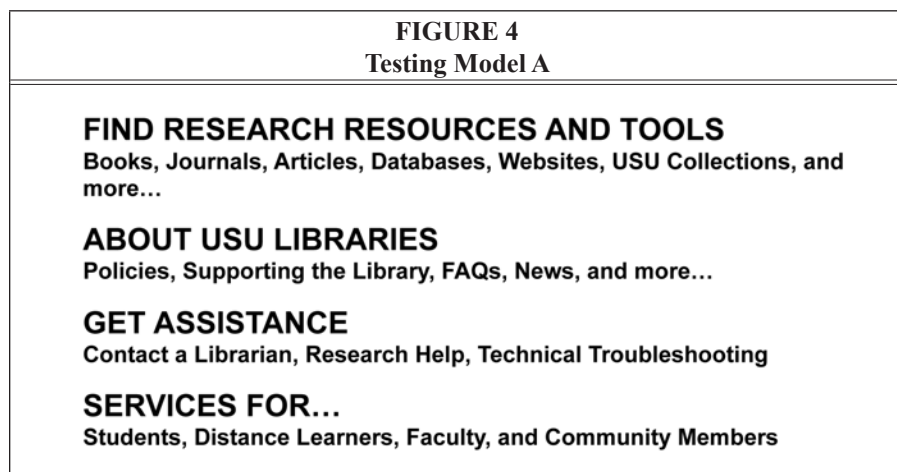 FIGURE 4
Testing Model A
FIND RESEARCH RESOURCES AND TOOLS
Books, Journals, Articles, Databases, Websites, USU Collections, and
more...
ABOUT USU LIBRARIES
Policies, Supporting the Library, FAQs, News, and more...
GET ASSISTANCE
Contact a Librarian, Research Help, Technical Troubleshooting
SERVICES FOR...
Students, Distance Learners, Faculty, and Community Members